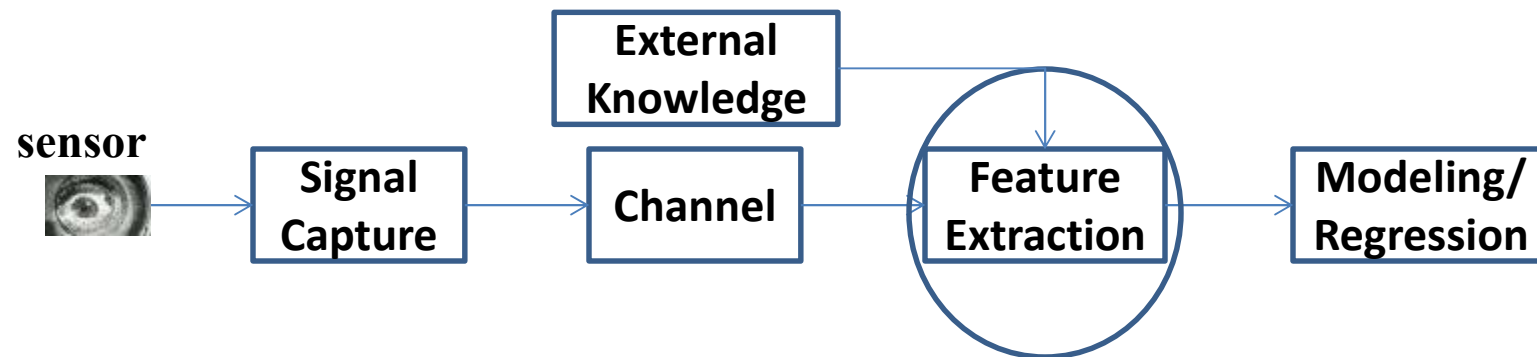 External
Knowledge
sensor
Signal
Capture
Channel
Feature
Extraction
Modeling/
Regression